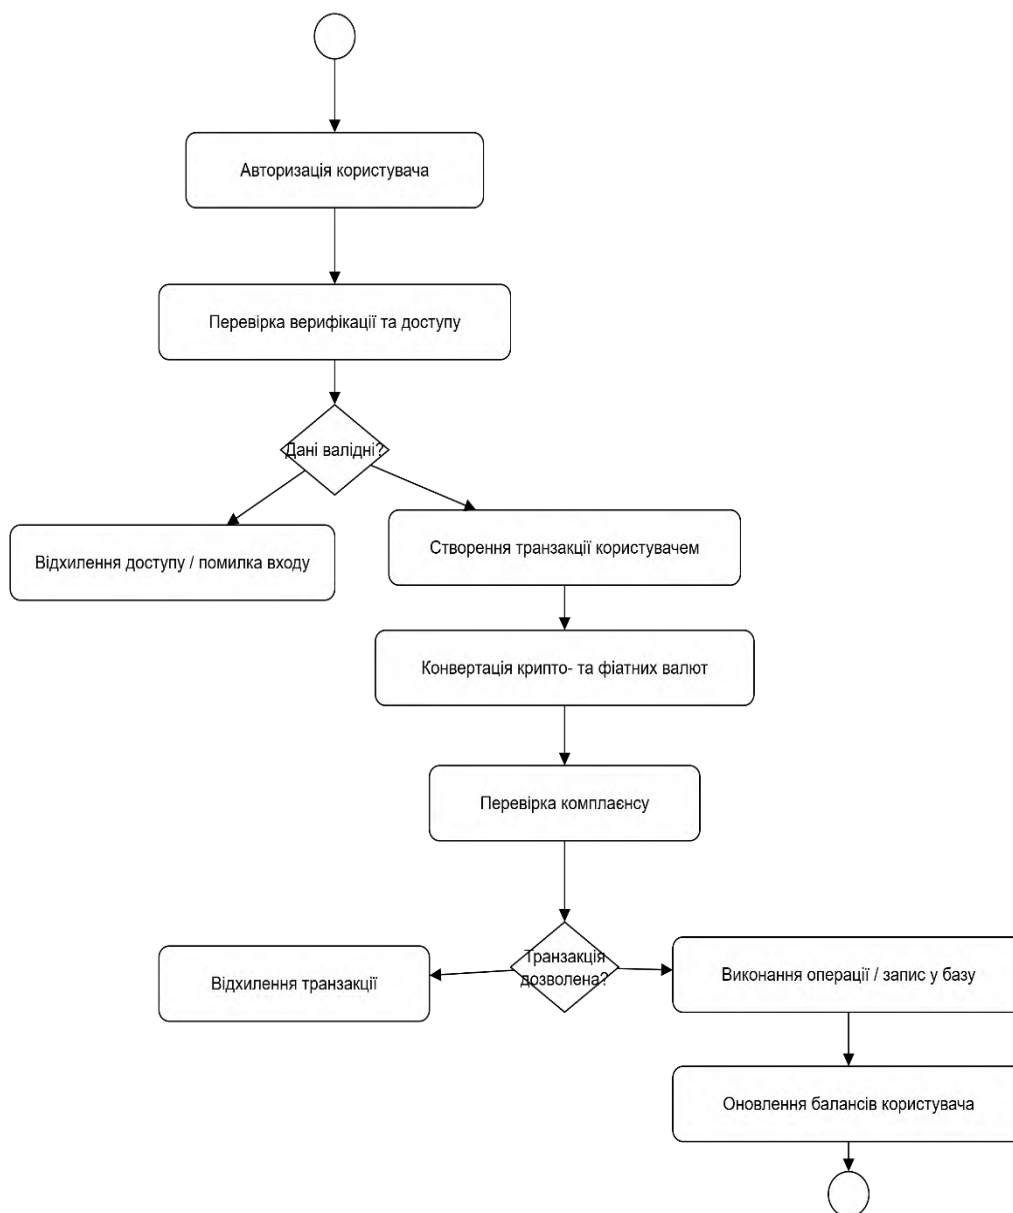 Авторизація користувача
Перевірка верифікації та доступу
Дані валідні?
Відхилення доступу / помилка входу
Створення транзакції користувачем
Конвертація крипто- та фіатних валют
Перевірка комплаєнсу
Транзакція
дозволена?
Відхилення транзакції
Виконання операції / запис у базу
Оновлення балансів користувача